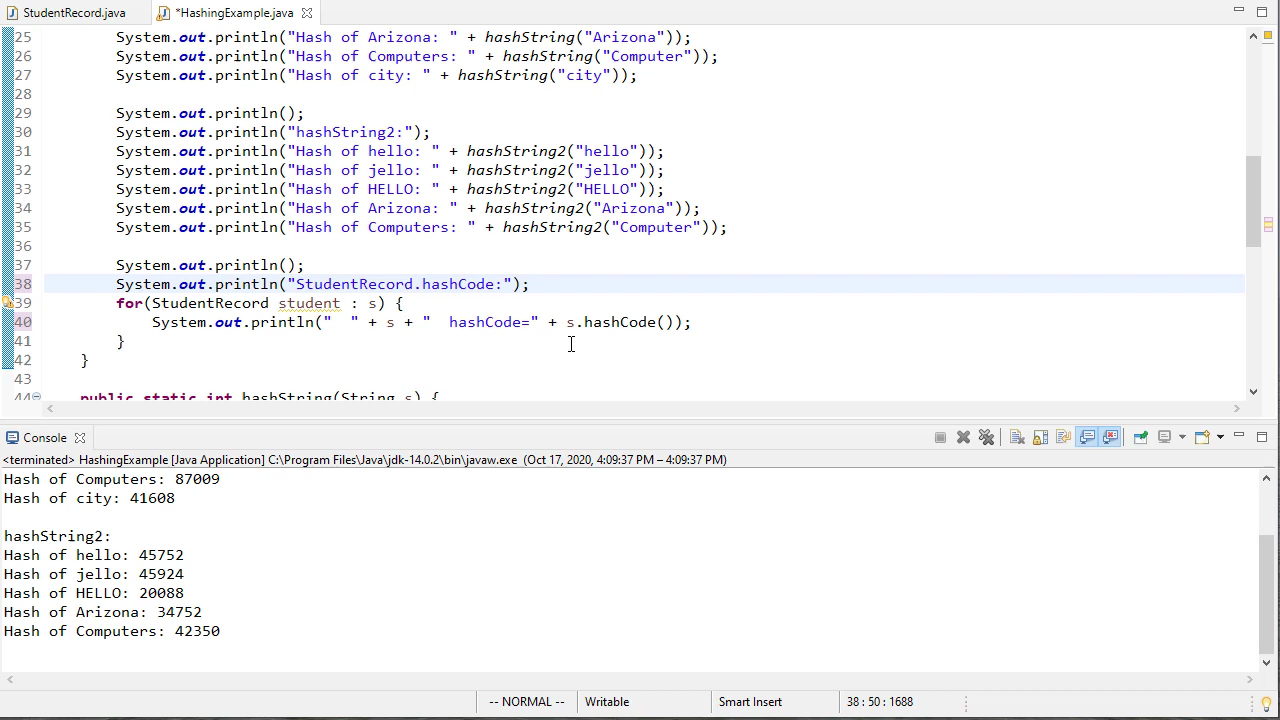 StudentRecord.java
*HashingExample.java
25 System.out.println("Hash of Arizona: " + hashString("Arizona"));
26 System.out.println("Hash of Computers: " + hashString("Computer"));
27 System.out.println("Hash of city: " + hashString("city"));
28
29 System.out.println();
30 System.out.println("hashString2:");
31 System.out.println("Hash of hello: " + hashString2("hello"));
32 System.out.println("Hash of jello: " + hashString2("jello"));
33 System.out.println("Hash of HELLO: " + hashString2("HELLO"));
34 System.out.println("Hash of Arizona: " + hashString2("Arizona"));
35 System.out.println("Hash of Computers: " + hashString2("Computer"));
36
37 System.out.println();
38 System.out.println("StudentRecord.hashCode:");
39 for(StudentRecord student : s) {
40 System.out.println("  " + s + "  hashCode=" + s.hashCode());
41 }
42 }
43
44 public static int hashString(String s) {
Console
<terminated> HashingExample [Java Application] C:\Program Files\Java\jdk-14.0.2\bin\javaw.exe (Oct 17, 2020, 4:09:37 PM – 4:09:37 PM)
Hash of Computers: 87009
Hash of city: 41608
hashString2:
Hash of hello: 45752
Hash of jello: 45924
Hash of HELLO: 20088
Hash of Arizona: 34752
Hash of Computers: 42350
-- NORMAL -- Writable Smart Insert 38 : 50 : 1688